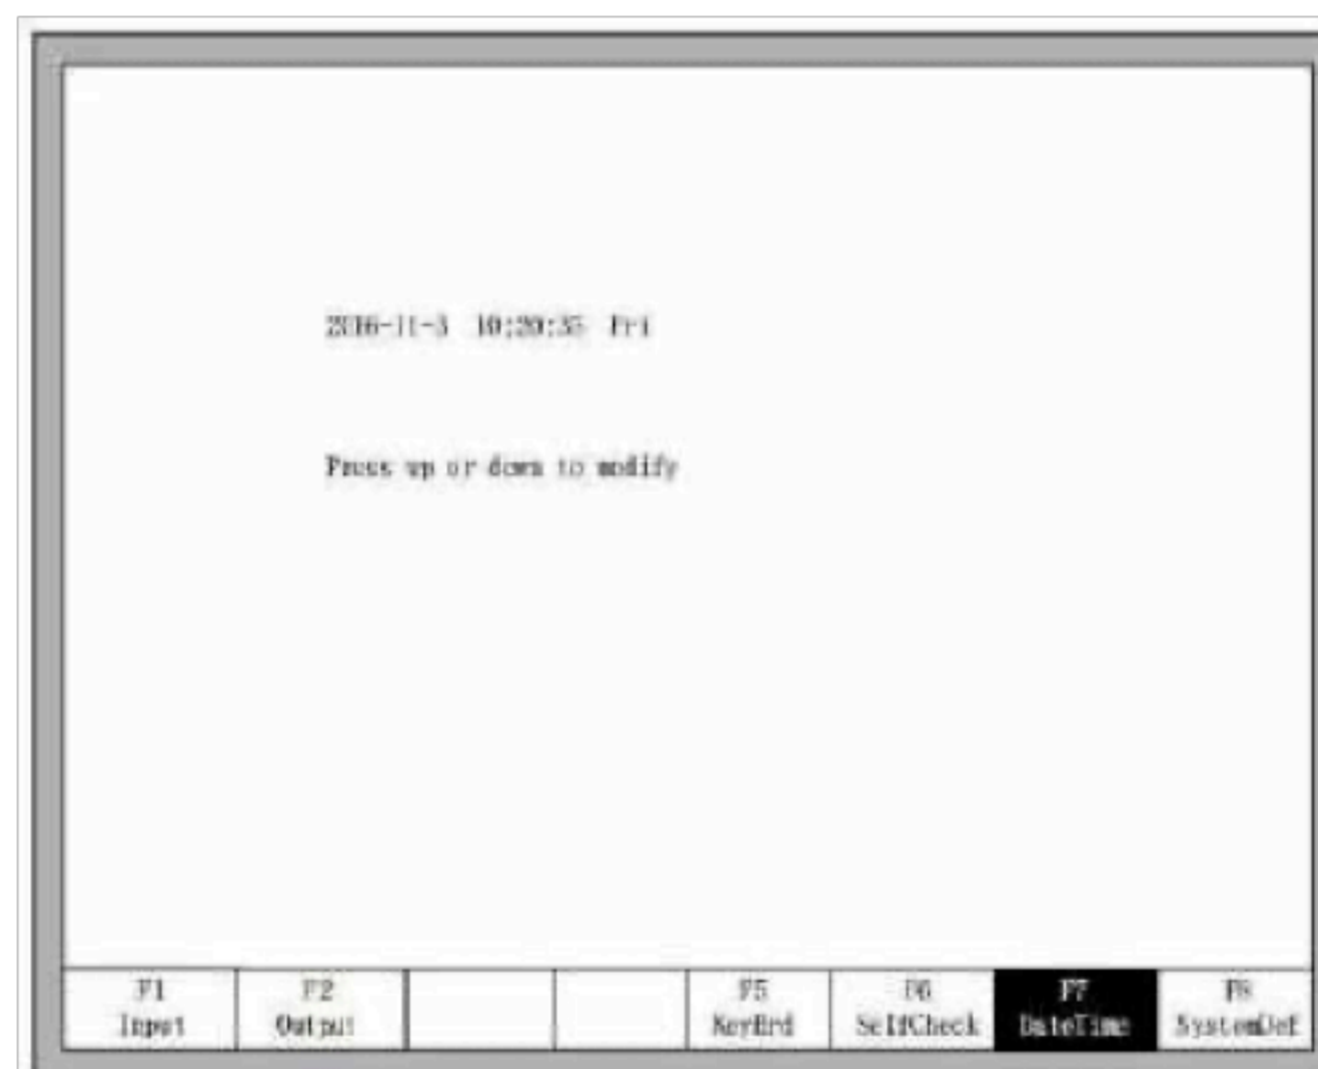 2016-11-3 10:20:35 Fri
Press up or down to modify
F1 F2 F5 F6 F7 F8
Input Output KeyBrd SelfCheck DateTime SystemDef